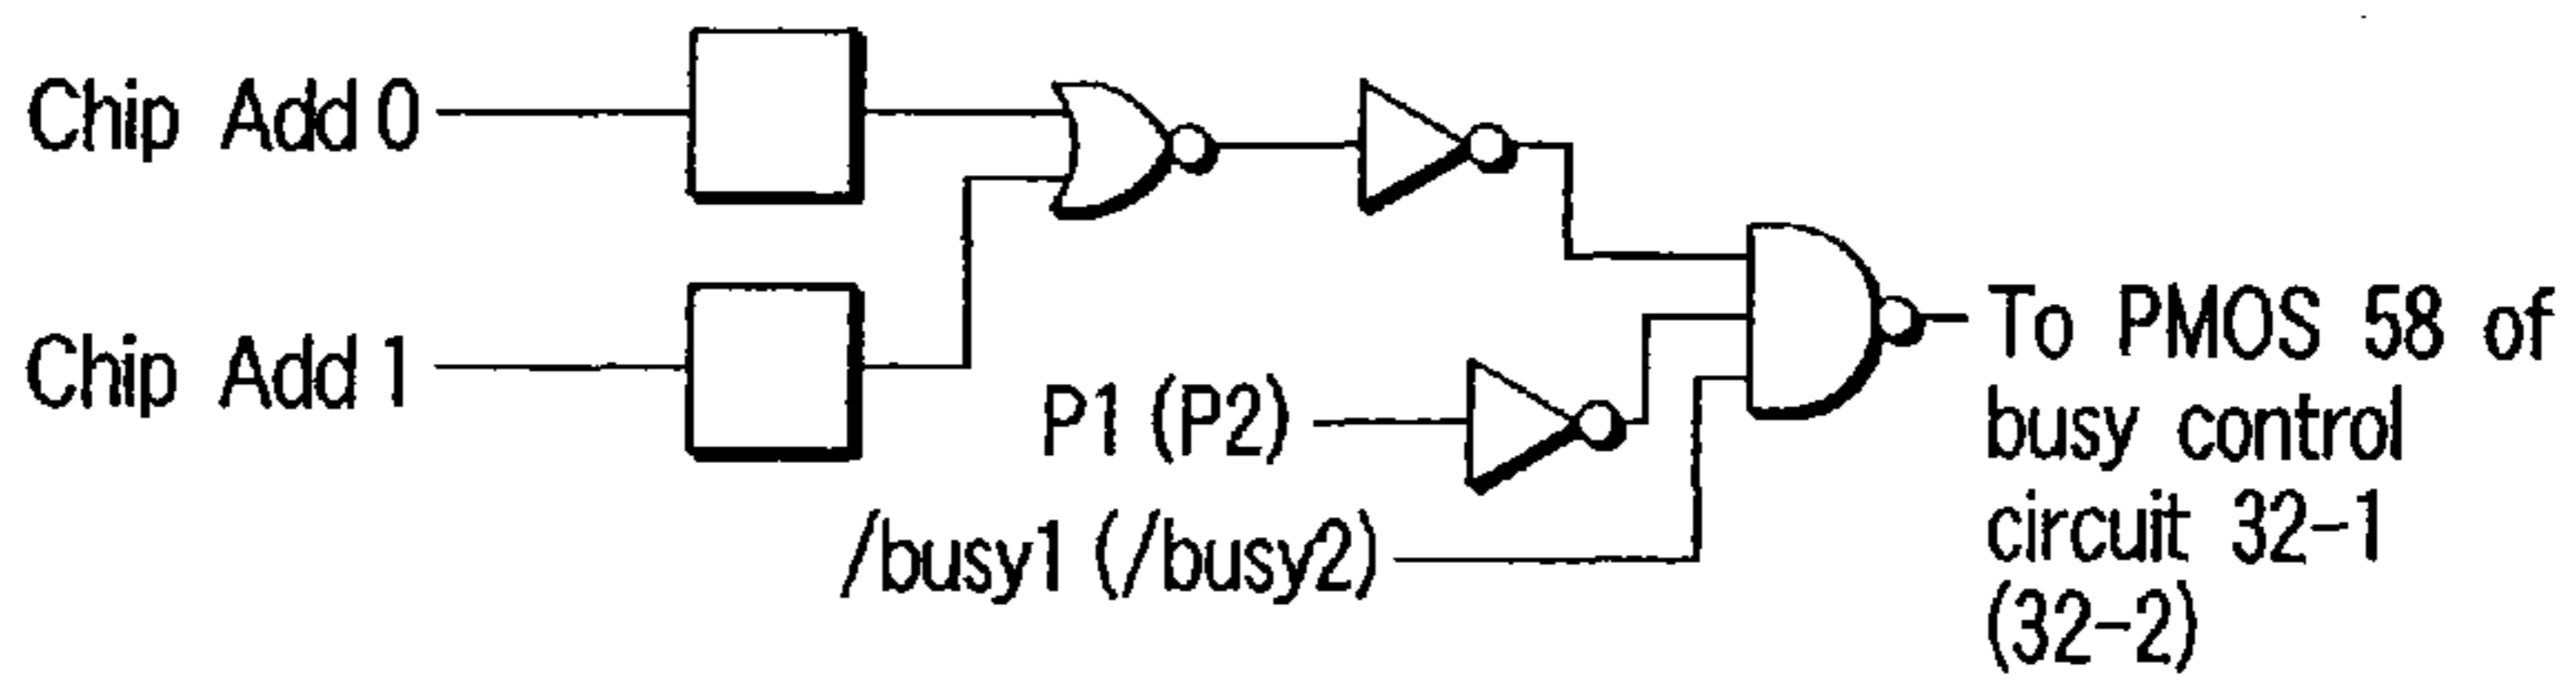 Chip Add 0
Chip Add 1
P1 (P2)
/busy1 (/busy2)
To PMOS 58 of
busy control
circuit 32-1
(32-2)